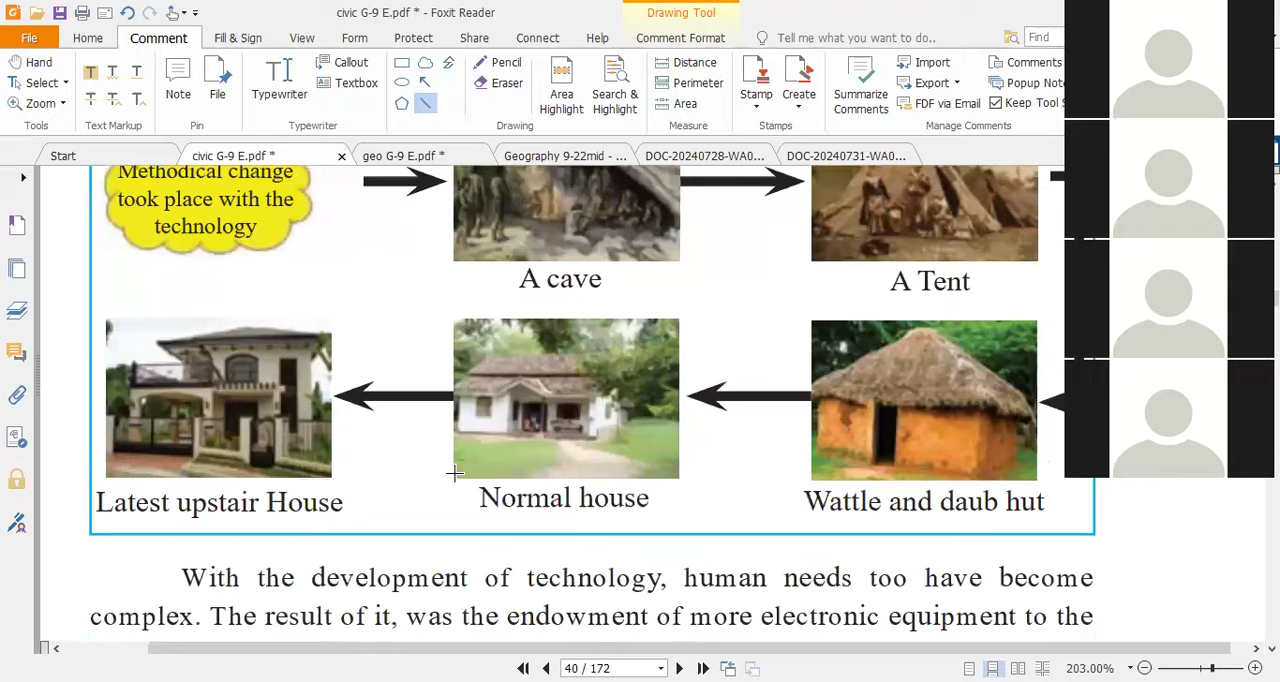 civic G-9 E.pdf * - Foxit Reader
Drawing Tool
File
Home
Comment
Fill & Sign
View
Form
Protect
Share
Connect
Help
Comment Format
Tell me what you want to do..
Find
Hand
Select
Zoom
Tools
Text Markup
Note
File
Pin
Typewriter
Callout
Textbox
Typewriter
Pencil
Eraser
Area Highlight
Search & Highlight
Drawing
Distance
Perimeter
Area
Measure
Stamp
Create
Stamps
Summarize Comments
Import
Export
FDF via Email
Comments
Popup Note
Keep Tool S
Manage Comments
Start
civic G-9 E.pdf *
geo G-9 E.pdf *
Geography 9-22mid - ...
DOC-20240728-WA0...
DOC-20240731-WA0...
Methodical change
took place with the
technology
A cave
A Tent
Latest upstair House
Normal house
Wattle and daub hut
With the development of technology, human needs too have become
complex. The result of it, was the endowment of more electronic equipment to the
40 / 172
203.00%